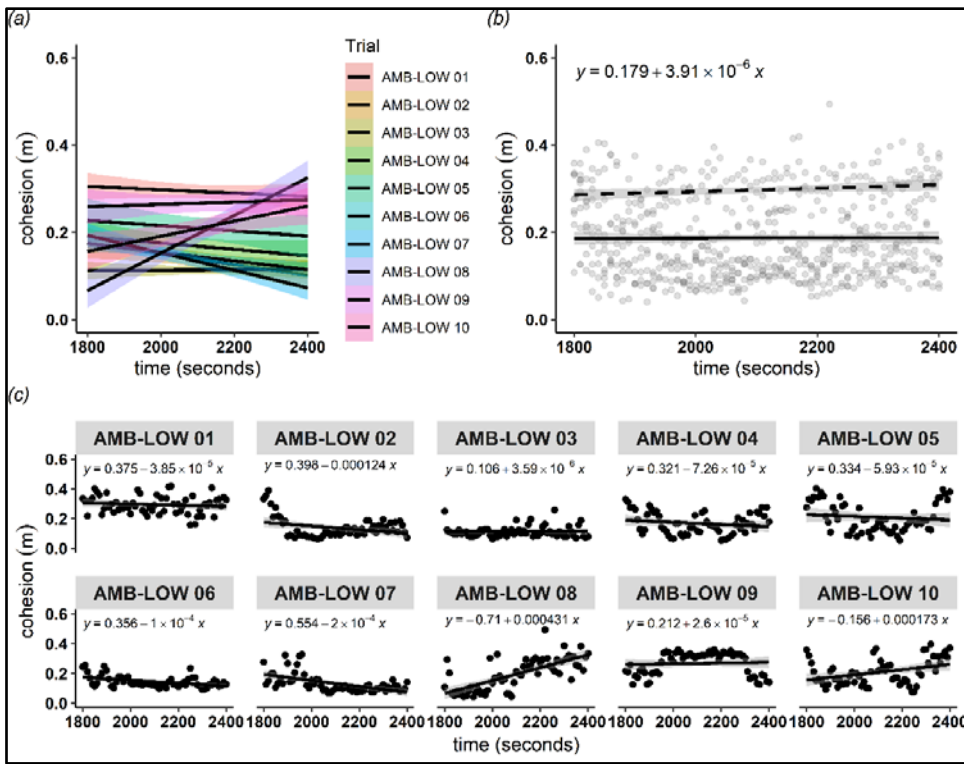 (a)
cohesion (m)
0.6
0.4
0.2
0.0
1800 2000 2200 2400
time (seconds)
Trial
AMB-LOW 01
AMB-LOW 02
AMB-LOW 03
AMB-LOW 04
AMB-LOW 05
AMB-LOW 06
AMB-LOW 07
AMB-LOW 08
AMB-LOW 09
AMB-LOW 10
(b)
cohesion (m)
0.6
0.4
0.2
0.0
y = 0.179 + 3.91 × 10⁻⁶ x
1800 2000 2200 2400
time (seconds)
(c)
cohesion (m)
AMB-LOW 01 AMB-LOW 02 AMB-LOW 03 AMB-LOW 04 AMB-LOW 05
y = 0.375 − 3.85 × 10⁻⁵ x y = 0.398 − 0.000124 x y = 0.106 + 3.59 × 10⁻⁶ x y = 0.321 − 7.26 × 10⁻⁵ x y = 0.334 − 5.93 × 10⁻⁵ x
0.6
0.4
0.2
0.0
AMB-LOW 06 AMB-LOW 07 AMB-LOW 08 AMB-LOW 09 AMB-LOW 10
y = 0.356 − 1 × 10⁻⁴ x y = 0.554 − 2 × 10⁻⁴ x y = −0.71 + 0.000431 x y = 0.212 + 2.6 × 10⁻⁵ x y = −0.156 + 0.000173 x
0.6
0.4
0.2
0.0
1800 2000 2200 2400 1800 2000 2200 2400 1800 2000 2200 2400 1800 2000 2200 2400 1800 2000 2200 2400
time (seconds)